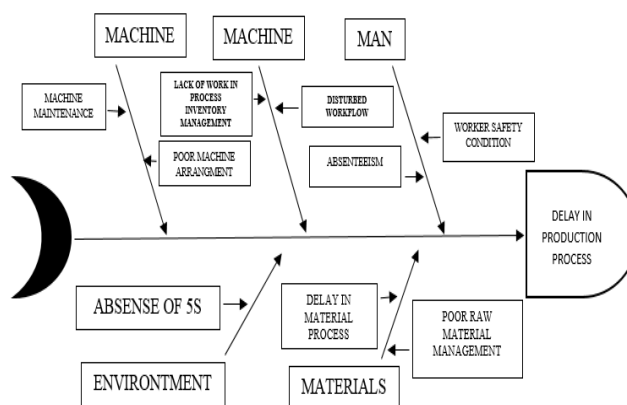 MACHINE
MACHINE
MAN
MACHINE
MAINTENANCE
LACK OF WORK IN
PROCESS
INVENTORY
MANAGEMENT
DISTURBED
WORKFLOW
WORKER SAFETY
CONDITION
POOR MACHINE
ARRANGMENT
ABSENTEEISM
DELAY IN
PRODUCTION
PROCESS
ABSENSE OF 5S
DELAY IN
MATERIAL
PROCESS
POOR RAW
MATERIAL
MANAGEMENT
ENVIRONTMENT
MATERIALS